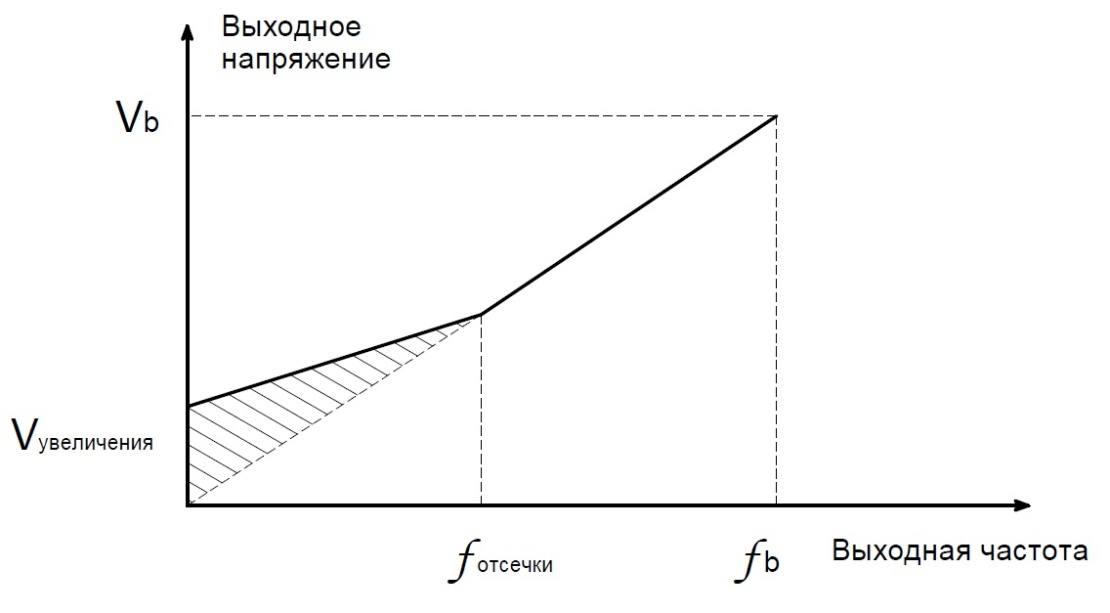 Выходное
напряжение
Vb
Vувеличения
fотсечки
fb
Выходная частота